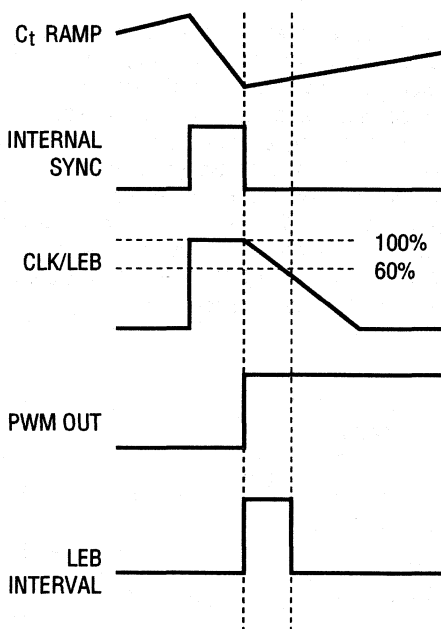 Ct RAMP
INTERNAL
SYNC
CLK/LEB
100%
60%
PWM OUT
LEB
INTERVAL